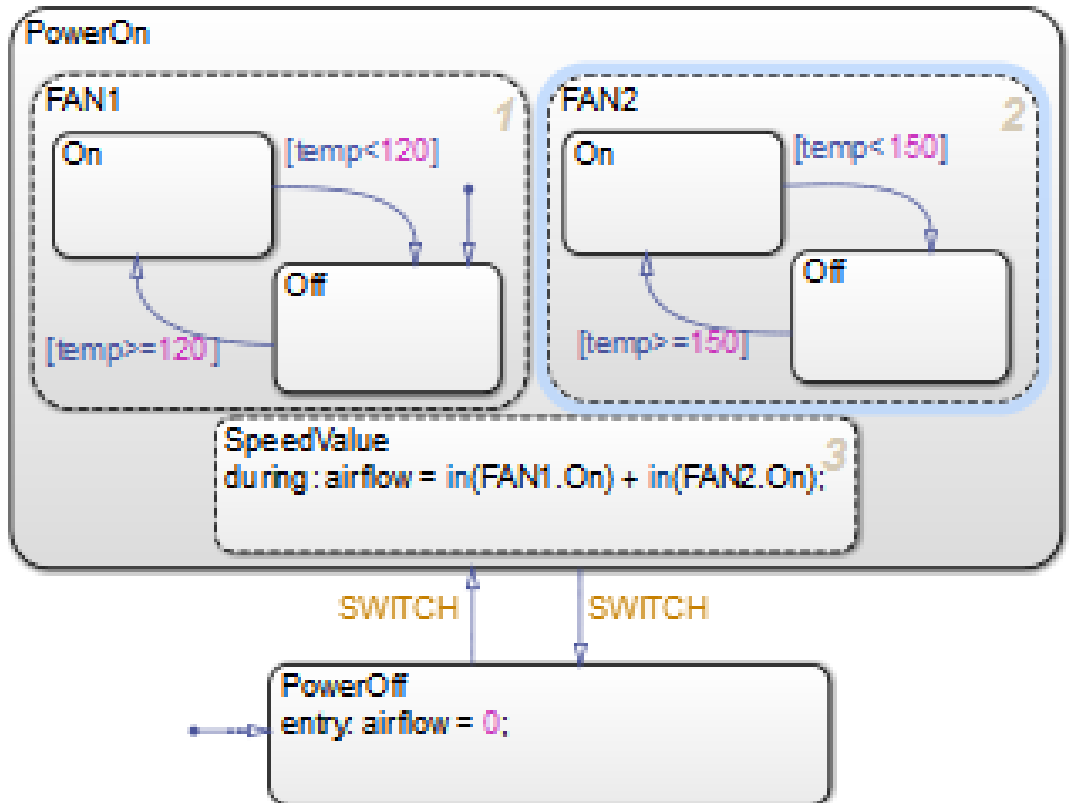 PowerOn
FAN1
1
On
[temp<120]
Off
[temp>=120]
FAN2
2
On
[temp<150]
Off
[temp>=150]
SpeedValue
3
during: airflow = in(FAN1.On) + in(FAN2.On);
SWITCH
SWITCH
PowerOff
entry: airflow = 0;